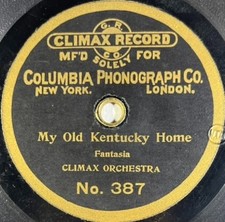 G. R.
CLIMAX RECORD
CO.
MF'D SOLELY FOR
COLUMBIA PHONOGRAPH CO.
NEW YORK. LONDON.
My Old Kentucky Home
Fantasia
CLIMAX ORCHESTRA
No. 387